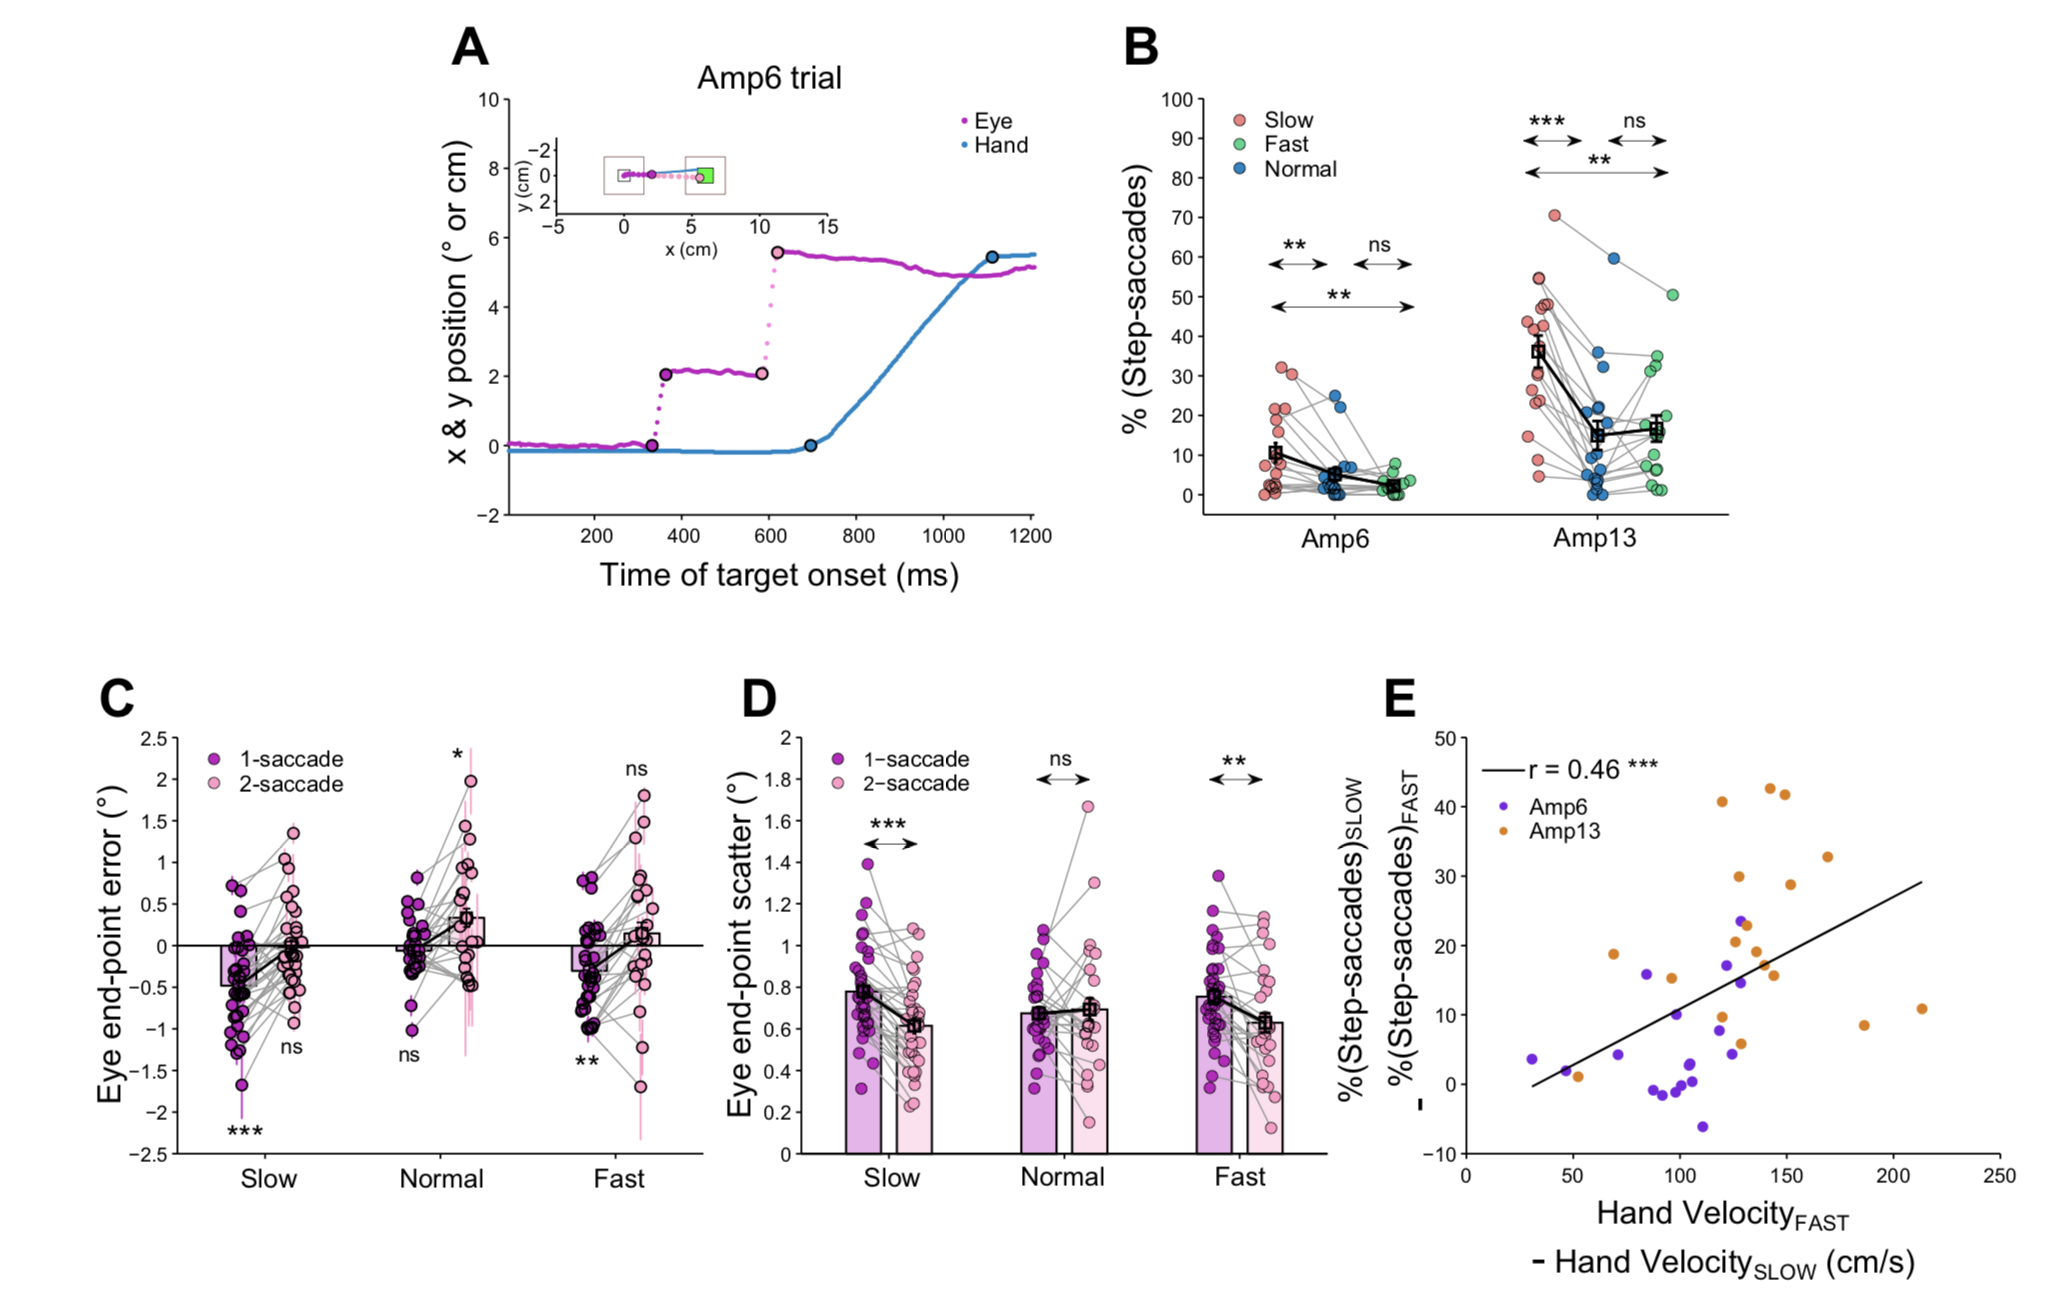 A
Amp6 trial
x & y position (° or cm)
10
8
6
4
2
0
−2
Eye
Hand
y (cm)
−2
0
2
−5
0
5
10
15
x (cm)
200
400
600
800
1000
1200
Time of target onset (ms)
B
% (Step-saccades)
100
90
80
70
60
50
40
30
20
10
0
Slow
Fast
Normal
** ns
**
*** ns
**
Amp6
Amp13
C
Eye end-point error (°)
2.5
2
1.5
1
0.5
0
−0.5
−1
−1.5
−2
−2.5
1-saccade
2-saccade
*
ns
ns
ns
**
***
Slow
Normal
Fast
D
Eye end-point scatter (°)
2
1.8
1.6
1.4
1.2
1
0.8
0.6
0.4
0.2
0
1−saccade
2−saccade
***
ns
**
Slow
Normal
Fast
E
%(Step-saccades)SLOW
− %(Step-saccades)FAST
50
40
30
20
10
0
−10
r = 0.46 ***
Amp6
Amp13
0
50
100
150
200
250
Hand VelocityFAST
- Hand VelocitySLOW (cm/s)